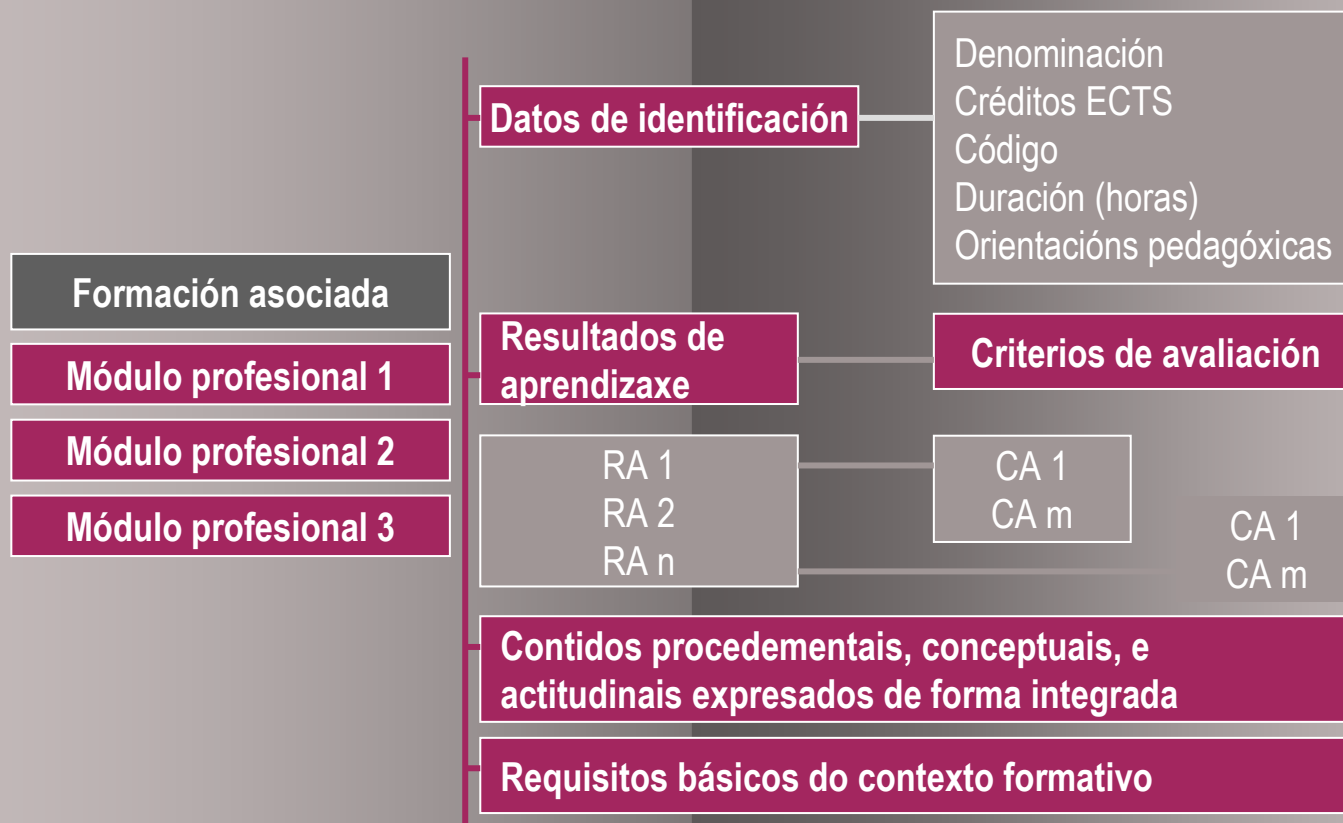 Formación asociada
Módulo profesional 1
Módulo profesional 2
Módulo profesional 3
Datos de identificación
Denominación
Créditos ECTS
Código
Duración (horas)
Orientacións pedagóxicas
Resultados de
aprendizaxe
Criterios de avaliación
RA 1
RA 2
RA n
CA 1
CA m
CA 1
CA m
Contidos procedementais, conceptuais, e
actitudinais expresados de forma integrada
Requisitos básicos do contexto formativo